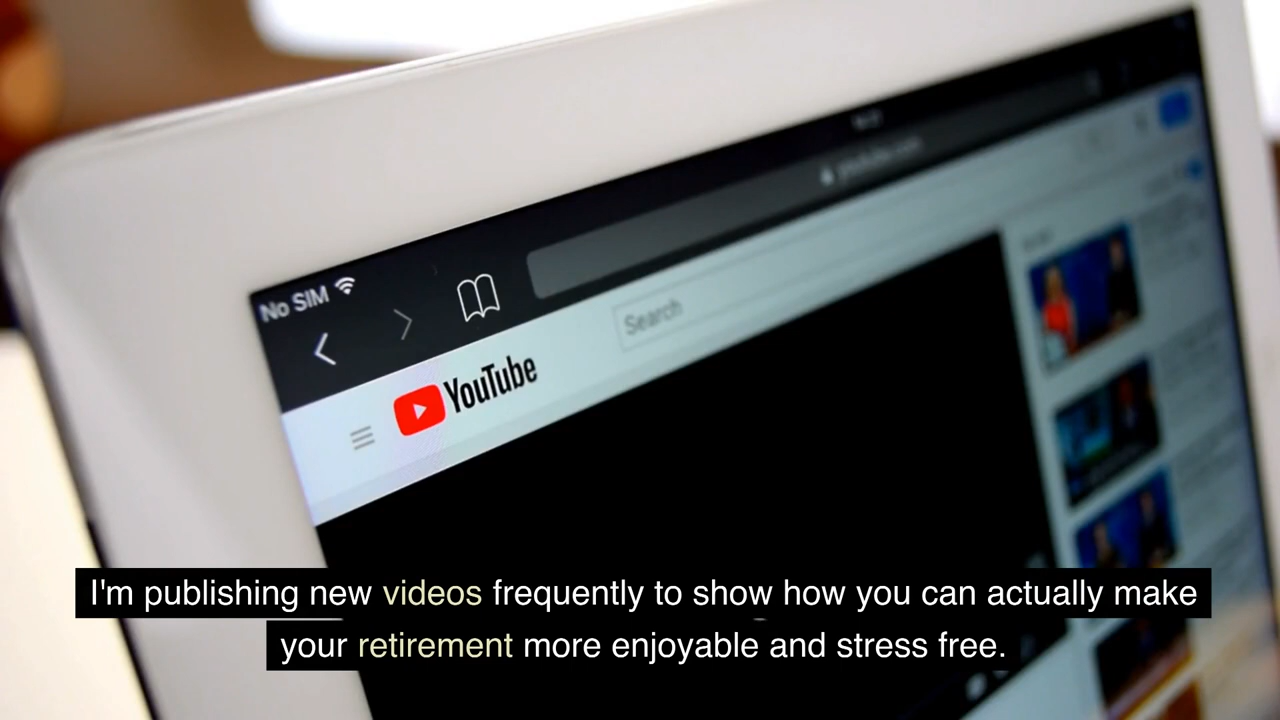 No SIM
Search
YouTube
I'm publishing new videos frequently to show how you can actually make
your retirement more enjoyable and stress free.